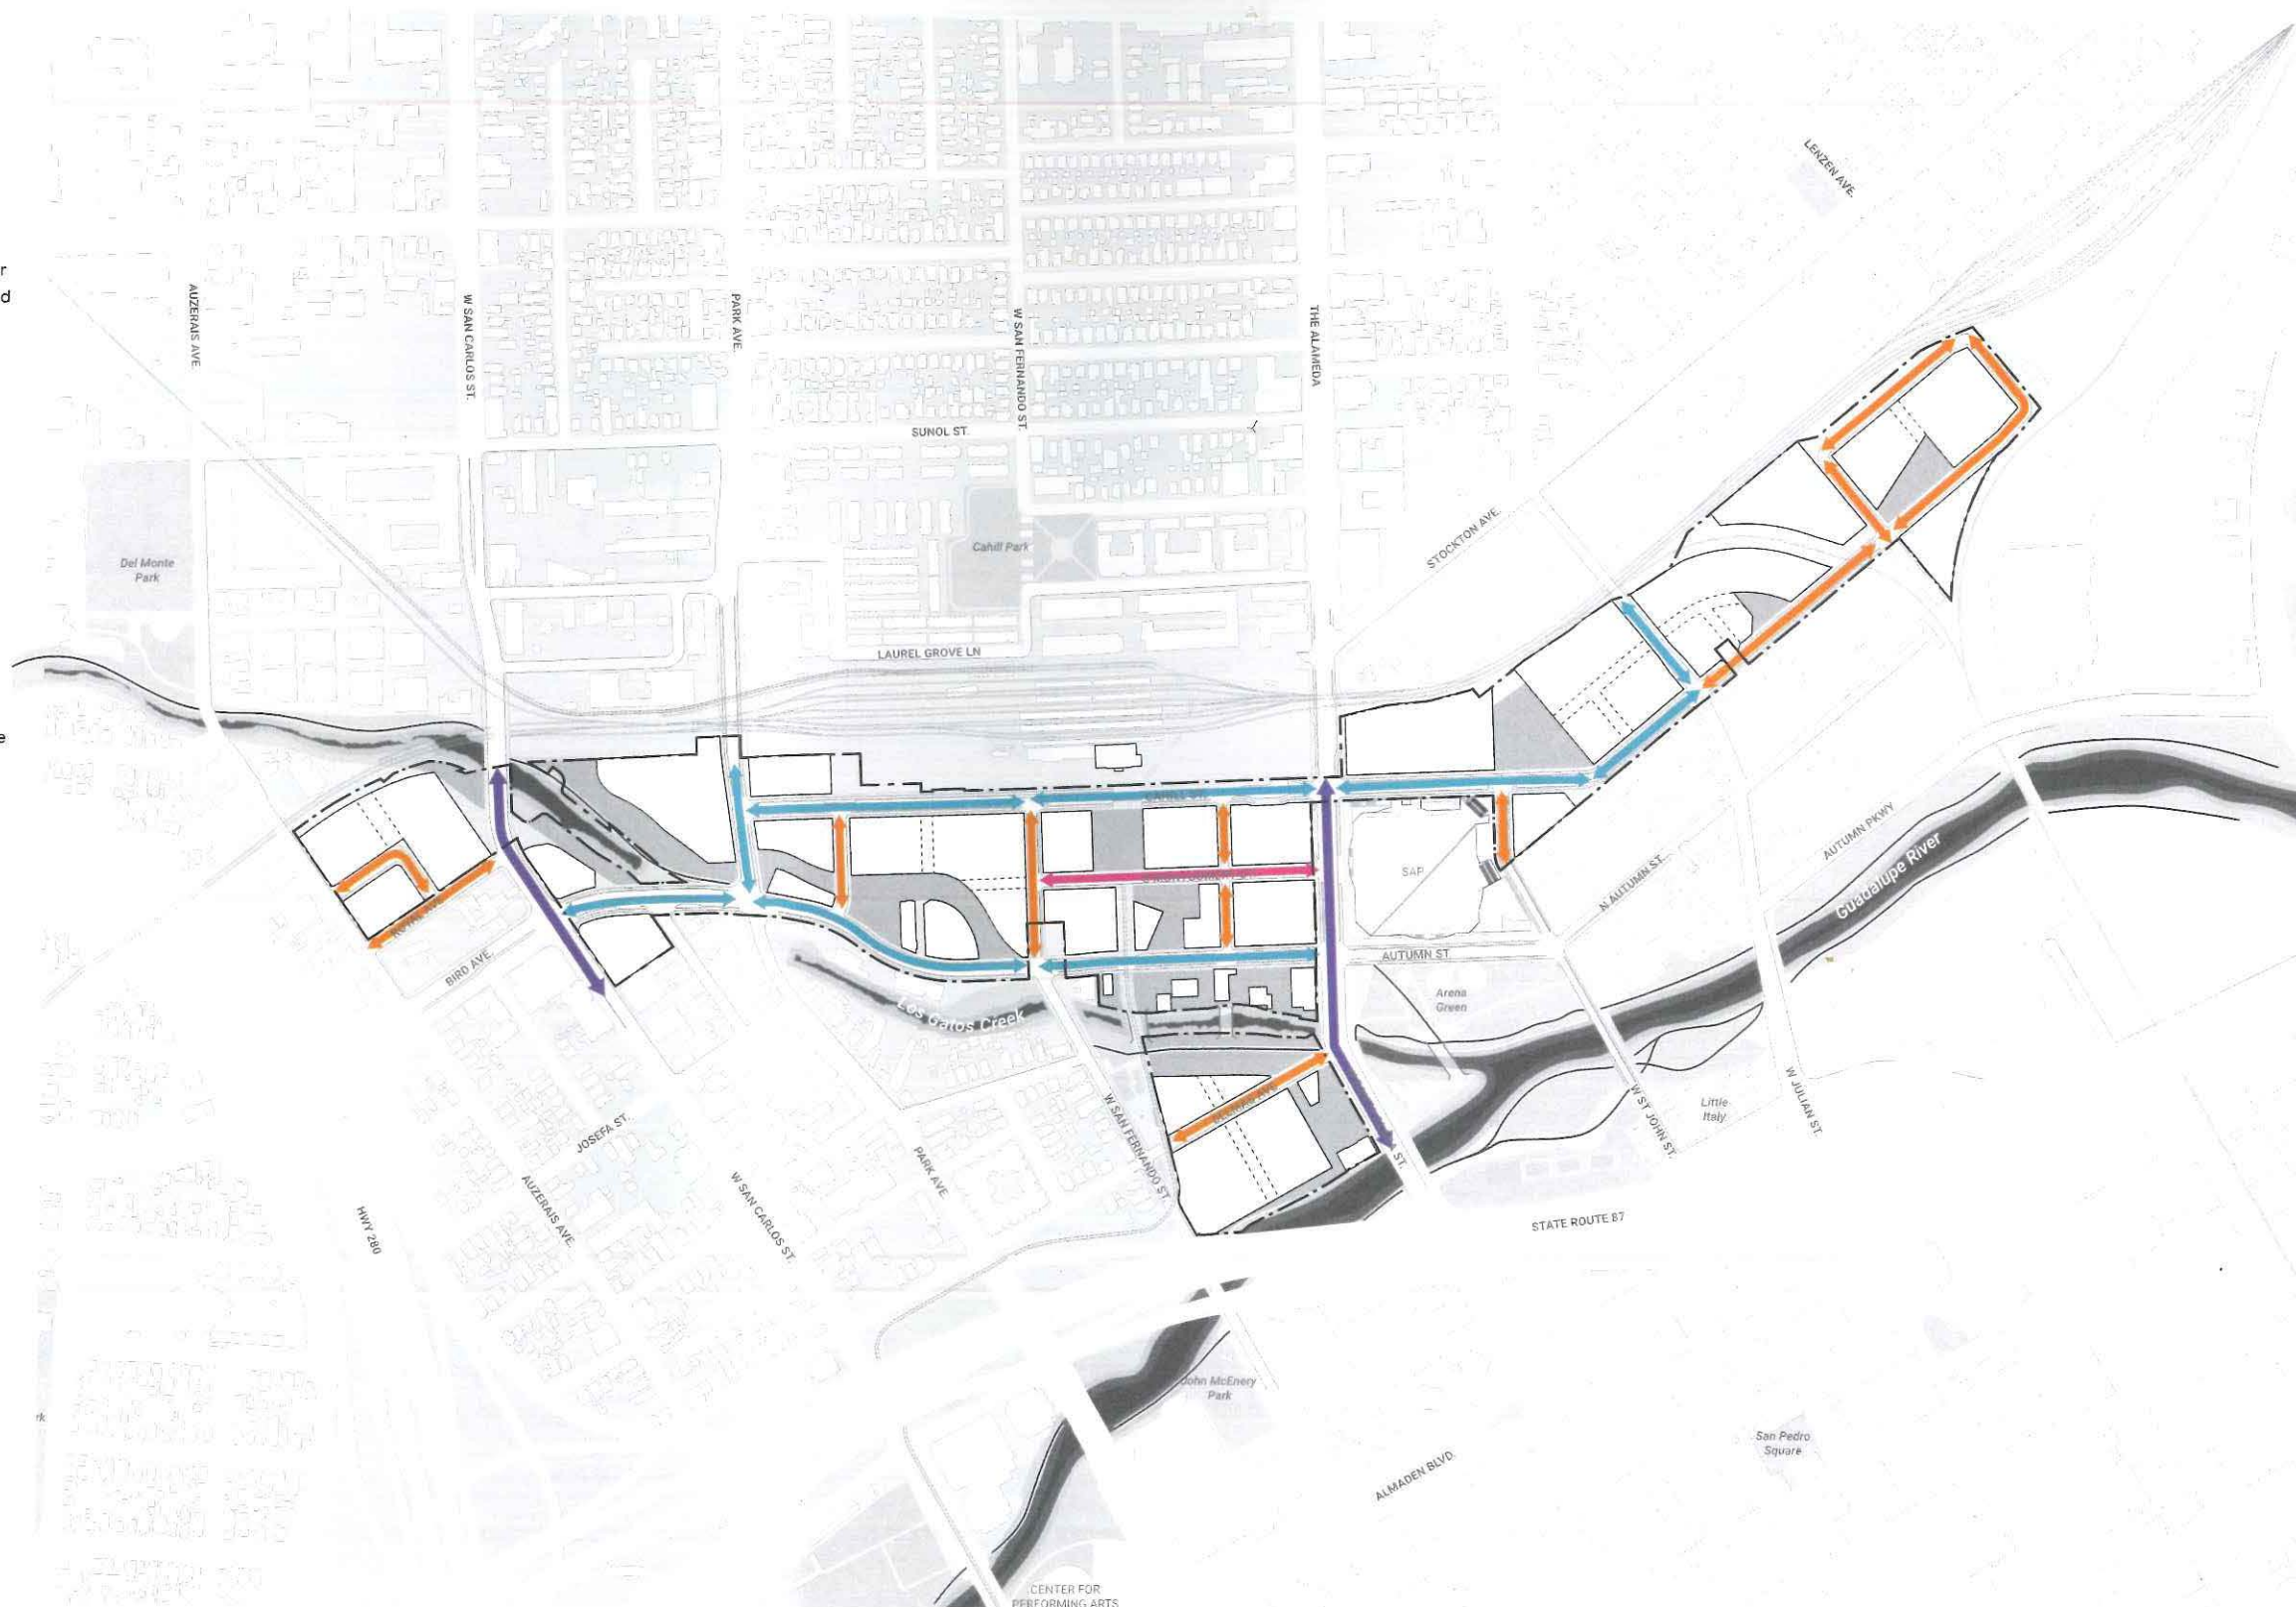 r
d
e
rk
LENZEN AVE.
AUZERAIS AVE
W SAN CARLOS ST.
PARK AVE.
W SAN FERNANDO ST.
THE ALAMEDA
SUNOL ST.
STOCKTON AVE.
Cahill Park
Del Monte
Park
LAUREL GROVE LN
AUTUMN PKWY
Guadalupe River
SAP
N AUTUMN ST.
BIRD AVE.
AUTUMN ST
Arena
Green
Los Gatos Creek
W SAN FERNANDO ST.
W ST JOHN ST.
Little
Italy
W JULIAN ST.
JOSEFA ST.
AUZERAIS AVE.
W SAN CARLOS ST.
PARK AVE.
ST.
HWY 280
STATE ROUTE 87
John McEnery
Park
San Pedro
Square
ALMADEN BLVD.
CENTER FOR
PERFORMING ARTS